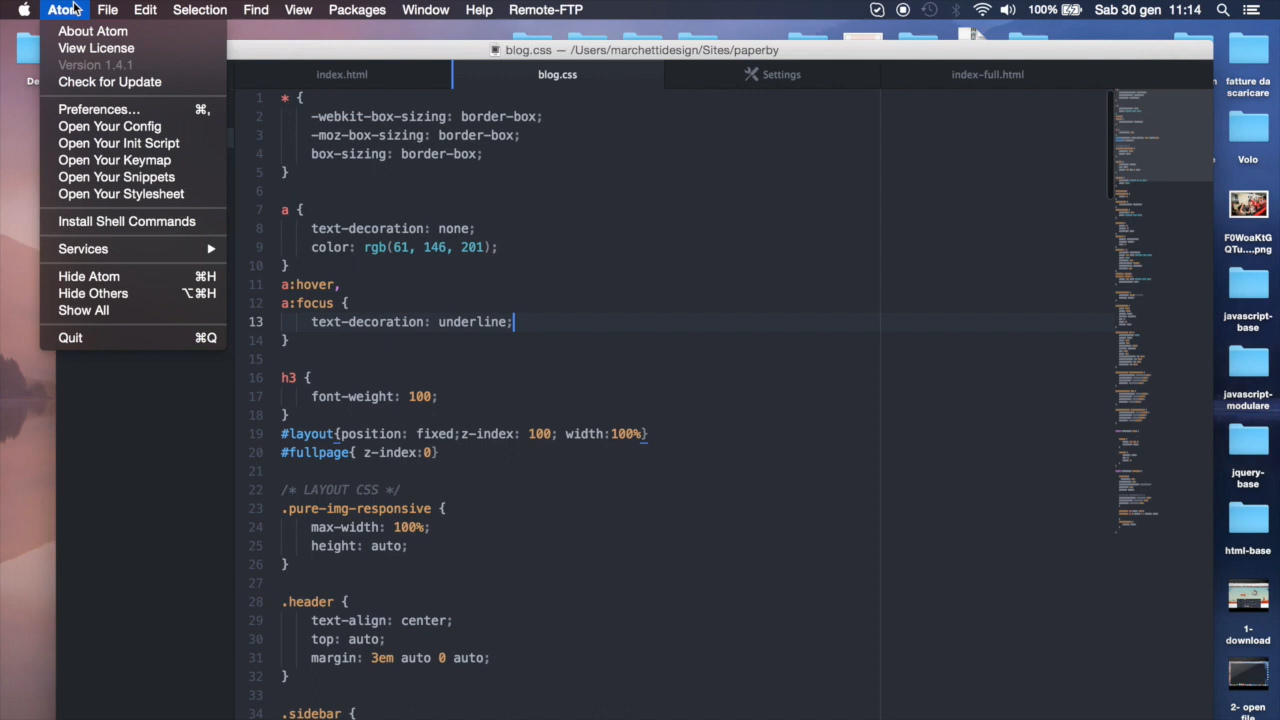 Atom File Edit Selection Find View Packages Window Help Remote-FTP 100% Sab 30 gen 11:14
About Atom
View License
Version 1.4.1
Check for Update
Preferences... ⌘,
Open Your Config
Open Your Init Script
Open Your Keymap
Open Your Snippets
Open Your Stylesheet
Install Shell Commands
Services
Hide Atom ⌘H
Hide Others ⌥⌘H
Show All
Quit ⌘Q
De
blog.css — /Users/marchettidesign/Sites/paperby
index.html blog.css Settings index-full.html
1 * {
2 -webkit-box-sizing: border-box;
3 -moz-box-sizing: border-box;
4 box-sizing: border-box;
5 }
6
7 a {
8 text-decoration: none;
9 color: rgb(61, 146, 201);
10 }
11 a:hover,
12 a:focus {
13 text-decoration: underline;
14 }
15
16 h3 {
17 font-weight: 100;
18 }
19 #layout{position: ;z-index: 100; width:100%}
20 #fullpage{ z-index:0}
21
22 /* LAYOUT CSS */
23 .pure-img-responsive {
24 max-width: 100%;
25 height: auto;
26 }
27
28 .header {
29 text-align: center;
30 top: auto;
31 margin: 3em auto 0 auto;
32 }
33
34 .sidebar {
fatture da
scaricare
Volo
F0WoaKtG
QTu....png
javascript-
base
javascript-
modulare
jquery-
base
html-base
1-
download
2- open
file